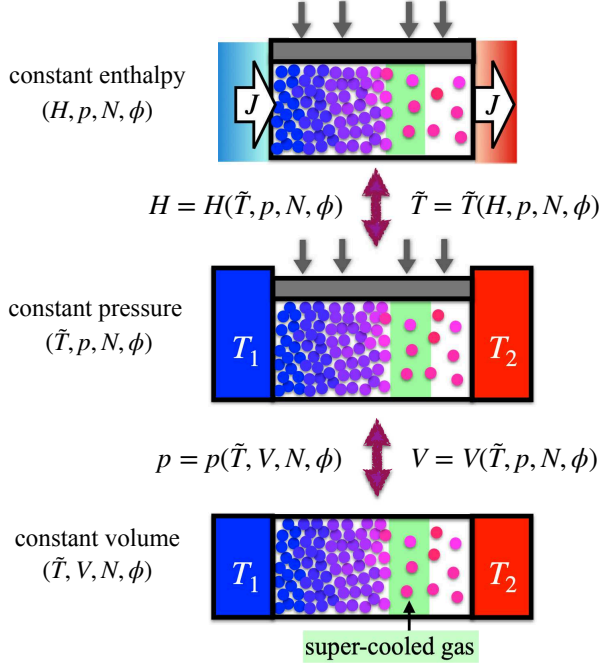 constant enthalpy
(H, p, N, ϕ)
J
J
H = H(T̃, p, N, ϕ)
T̃ = T̃(H, p, N, ϕ)
constant pressure
(T̃, p, N, ϕ)
T₁
T₂
p = p(T̃, V, N, ϕ)
V = V(T̃, p, N, ϕ)
constant volume
(T̃, V, N, ϕ)
T₁
T₂
super-cooled gas